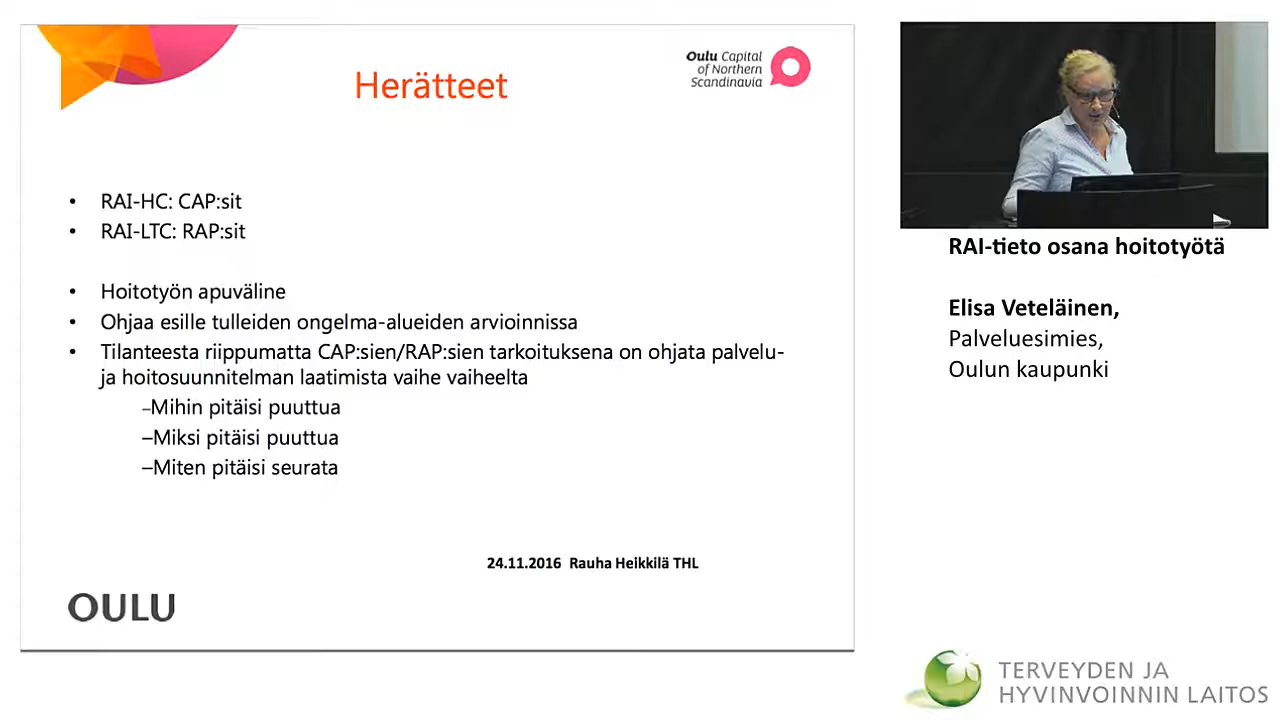 Herätteet
Oulu Capital
of Northern
Scandinavia
• RAI-HC: CAP:sit
• RAI-LTC: RAP:sit
• Hoitotyön apuväline
• Ohjaa esille tulleiden ongelma-alueiden arvioinnissa
• Tilanteesta riippumatta CAP:sien/RAP:sien tarkoituksena on ohjata palvelu-
ja hoitosuunnitelman laatimista vaihe vaiheelta
–Mihin pitäisi puuttua
–Miksi pitäisi puuttua
–Miten pitäisi seurata
24.11.2016 Rauha Heikkilä THL
OULU
RAI-tieto osana hoitotyötä
Elisa Veteläinen,
Palveluesimies,
Oulun kaupunki
TERVEYDEN JA
HYVINVOINNIN LAITOS